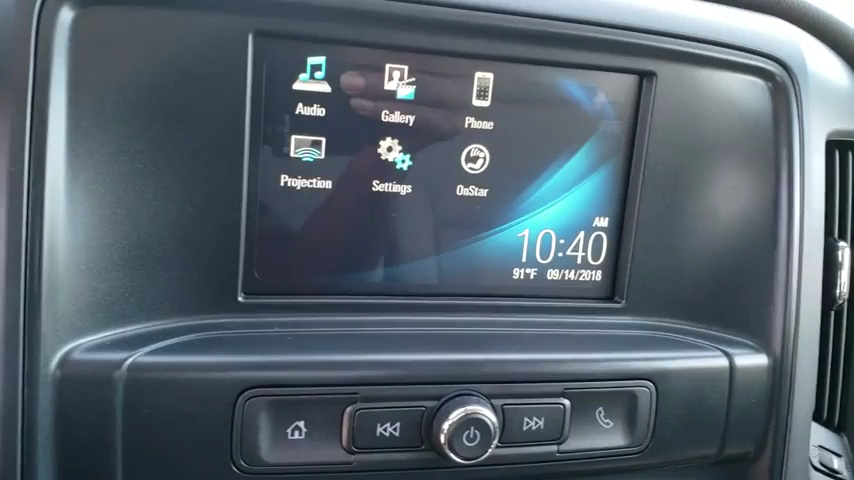 Audio
Gallery
Phone
Projection
Settings
OnStar
AM
10:40
91°F 09/14/2018